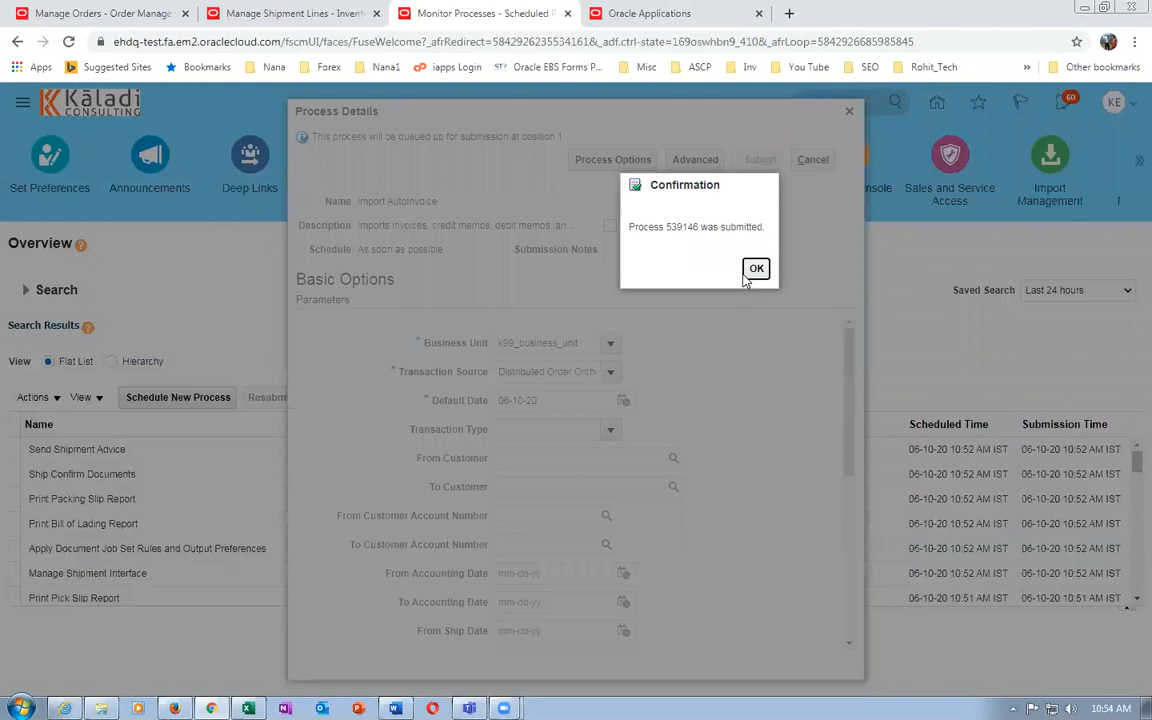 Manage Orders - Order Manage
Manage Shipment Lines - Invent
Monitor Processes - Scheduled P
Oracle Applications
ehdq-test.fa.em2.oraclecloud.com/fscmUI/faces/FuseWelcome?_afrRedirect=5842926235534161&_adf.ctrl-state=169oswhbn9_410&_afrLoop=5842926685985845
Apps
Suggested Sites
Bookmarks
Nana
Forex
Nana1
iapps Login
Oracle EBS Forms P...
Misc
ASCP
Inv
You Tube
SEO
Rohit_Tech
»
Other bookmarks
Kāladi
CONSULTING
60
KE
Set Preferences
Announcements
Deep Links
nsole
Sales and Service Access
Import Management
Overview
Search
Saved Search
Last 24 hours
Search Results
View
Flat List
Hierarchy
Actions
View
Schedule New Process
Resubm
Name
Scheduled Time
Submission Time
Send Shipment Advice
06-10-20 10:52 AM IST
06-10-20 10:52 AM IST
Ship Confirm Documents
06-10-20 10:52 AM IST
06-10-20 10:52 AM IST
Print Packing Slip Report
06-10-20 10:52 AM IST
06-10-20 10:52 AM IST
Print Bill of Lading Report
06-10-20 10:52 AM IST
06-10-20 10:52 AM IST
Apply Document Job Set Rules and Output Preferences
06-10-20 10:52 AM IST
06-10-20 10:52 AM IST
Manage Shipment Interface
06-10-20 10:52 AM IST
06-10-20 10:52 AM IST
Print Pick Slip Report
06-10-20 10:51 AM IST
06-10-20 10:51 AM IST
Process Details
This process will be queued up for submission at position 1
Process Options
Advanced
Submit
Cancel
Name
Import AutoInvoice
Description
Imports invoices, credit memos, debit memos, an...
Schedule
As soon as possible
Submission Notes
Basic Options
Parameters
* Business Unit
k99_business_unit
* Transaction Source
Distributed Order Orch
* Default Date
06-10-20
Transaction Type
From Customer
To Customer
From Customer Account Number
To Customer Account Number
From Accounting Date
mm-dd-yy
To Accounting Date
mm-dd-yy
From Ship Date
mm-dd-yy
Confirmation
Process 539146 was submitted.
OK
10:54 AM